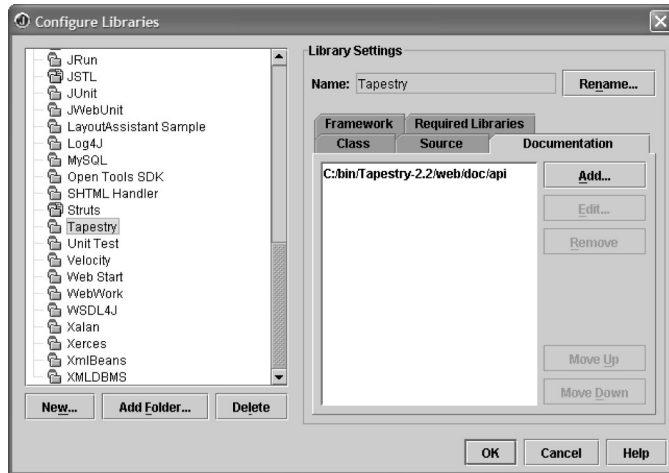 Configure Libraries
JRun
JSTL
JUnit
JWebUnit
LayoutAssistant Sample
Log4J
MySQL
Open Tools SDK
SHTML Handler
Struts
Tapestry
Unit Test
Velocity
Web Start
WebWork
WSDL4J
Xalan
Xerces
XmlBeans
XMLDBMS
New...
Add Folder...
Delete
Library Settings
Name: Tapestry
Rename...
Framework
Required Libraries
Class
Source
Documentation
C:/bin/Tapestry-2.2/web/doc/api
Add...
Edit...
Remove
Move Up
Move Down
OK
Cancel
Help